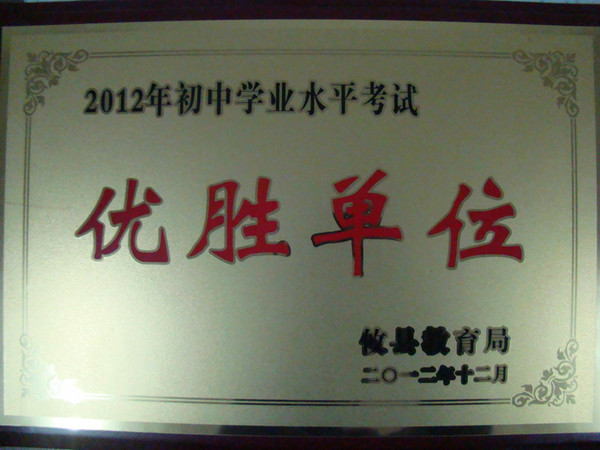 2012年初中学业水平考试
优胜单位
攸县教育局
二〇一二年十二月